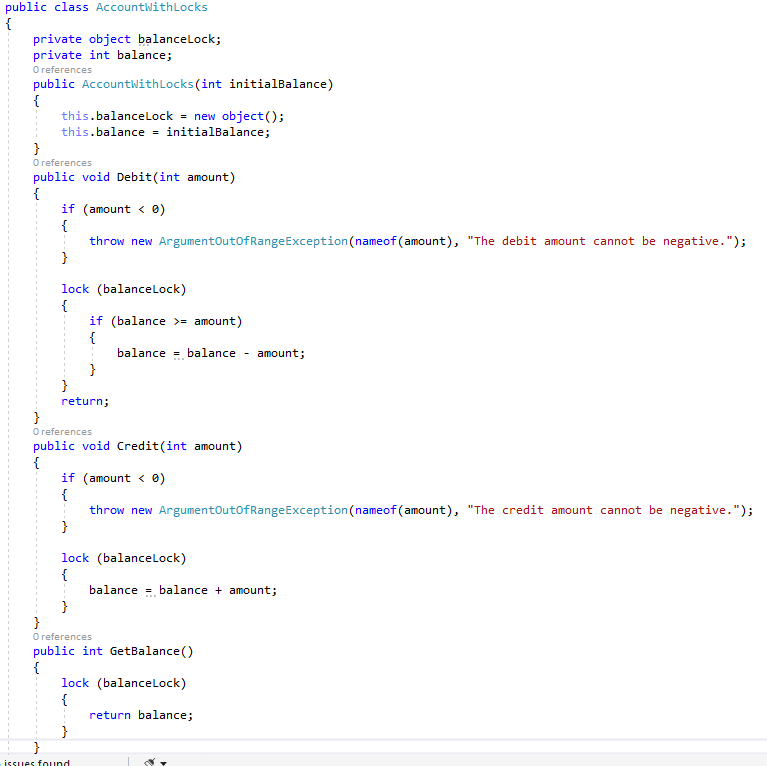 public class AccountWithLocks
{
    private object balanceLock;
    private int balance;
    0 references
    public AccountWithLocks(int initialBalance)
    {
        this.balanceLock = new object();
        this.balance = initialBalance;
    }
    0 references
    public void Debit(int amount)
    {
        if (amount < 0)
        {
            throw new ArgumentOutOfRangeException(nameof(amount), "The debit amount cannot be negative.");
        }

        lock (balanceLock)
        {
            if (balance >= amount)
            {
                balance = balance - amount;
            }
        }
        return;
    }
    0 references
    public void Credit(int amount)
    {
        if (amount < 0)
        {
            throw new ArgumentOutOfRangeException(nameof(amount), "The credit amount cannot be negative.");
        }

        lock (balanceLock)
        {
            balance = balance + amount;
        }
    }
    0 references
    public int GetBalance()
    {
        lock (balanceLock)
        {
            return balance;
        }
    }
issues found